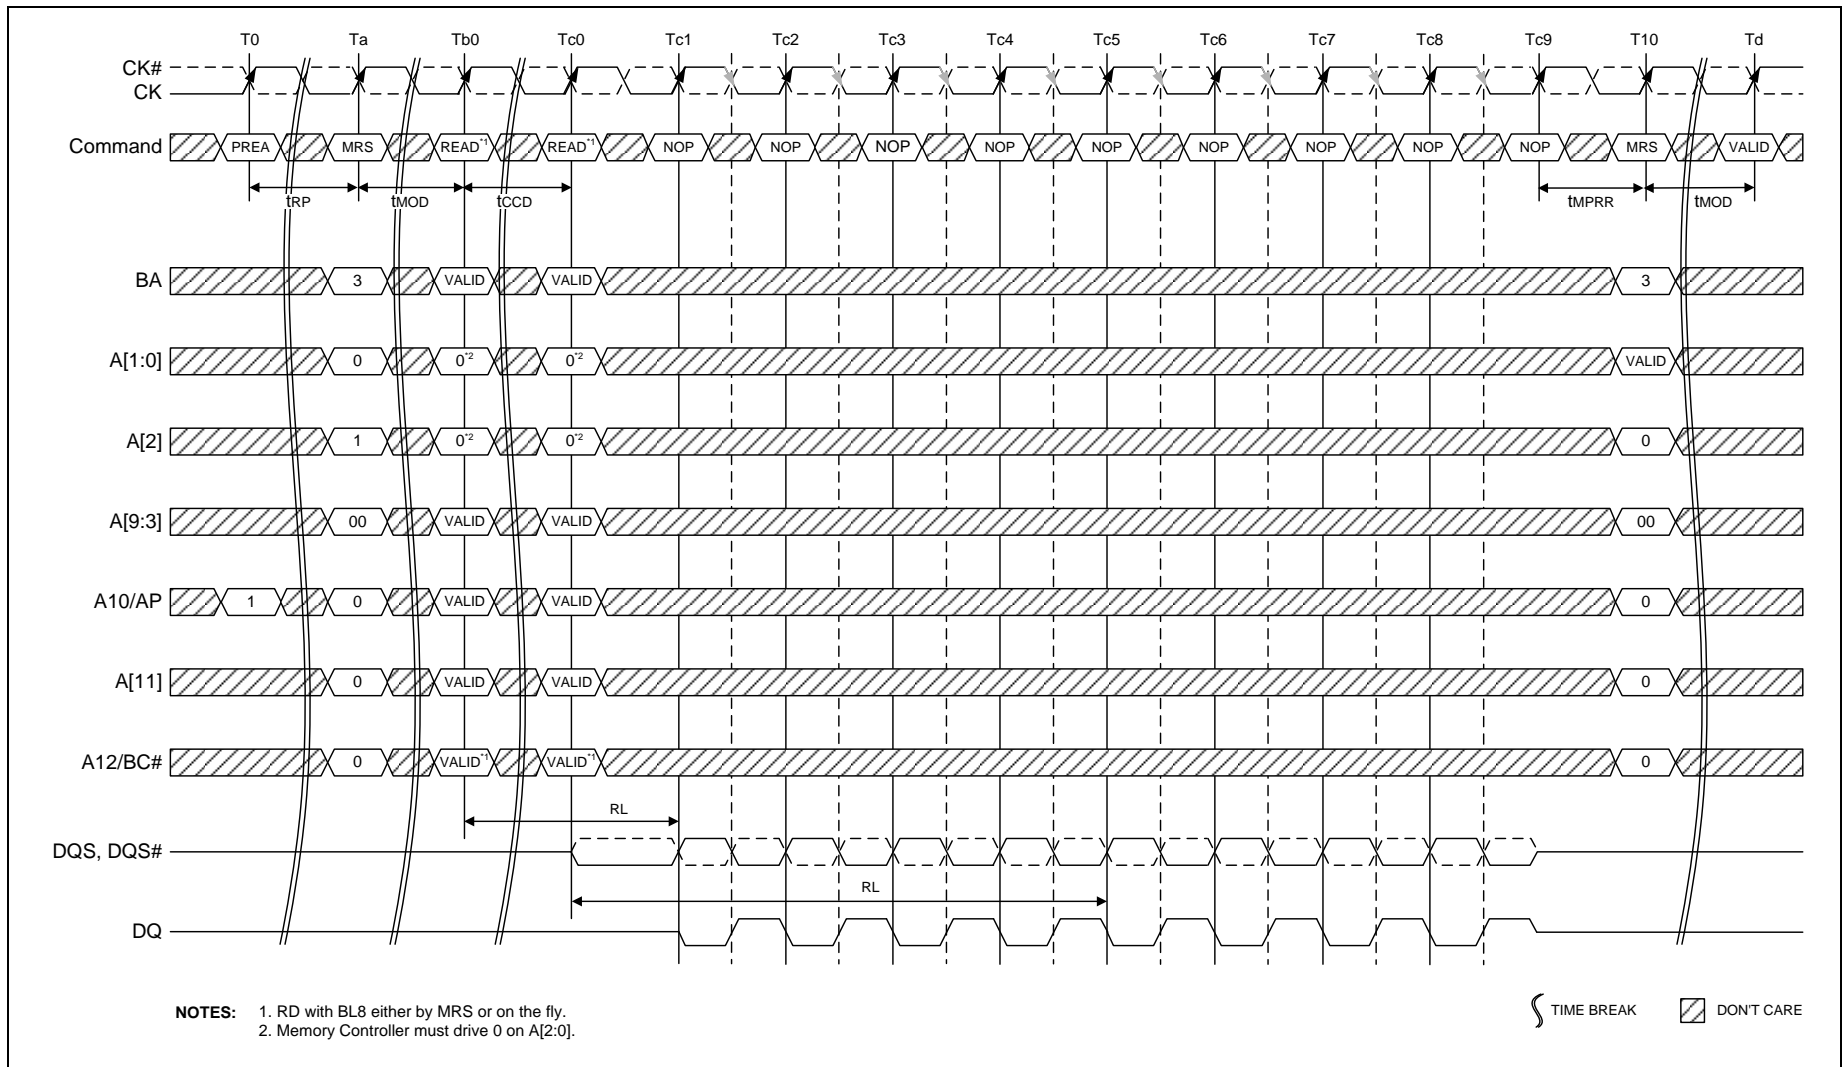 T0 Ta Tb0 Tc0 Tc1 Tc2 Tc3 Tc4 Tc5 Tc6 Tc7 Tc8 Tc9 T10 Td
CK#
CK
Command PREA MRS READ*1 READ*1 NOP NOP NOP NOP NOP NOP NOP NOP NOP MRS VALID
tRP tMOD tCCD tMPRR tMOD
BA 3 VALID VALID 3
A[1:0] 0 0*2 0*2 VALID
A[2] 1 0*2 0*2 0
A[9:3] 00 VALID VALID 00
A10/AP 1 0 VALID VALID 0
A[11] 0 VALID VALID 0
A12/BC# 0 VALID*1 VALID*1 0
RL
DQS, DQS#
RL
DQ
NOTES: 1. RD with BL8 either by MRS or on the fly.
2. Memory Controller must drive 0 on A[2:0].
TIME BREAK DON'T CARE